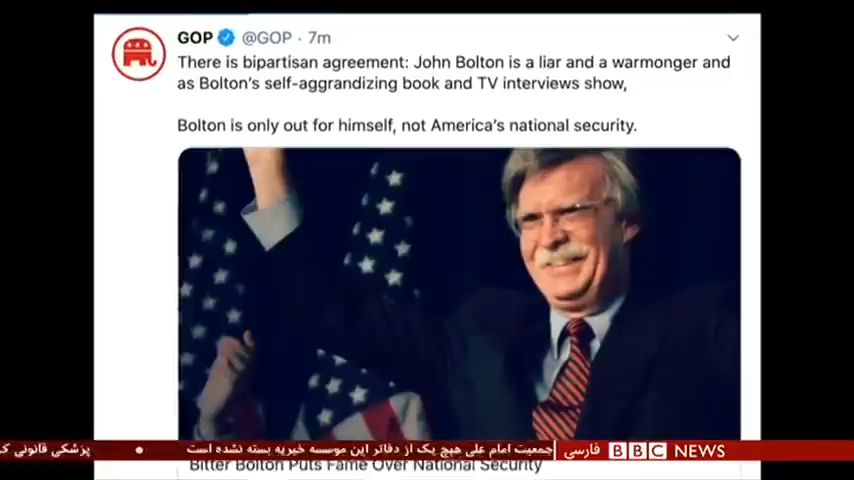 GOP @GOP · 7m
There is bipartisan agreement: John Bolton is a liar and a warmonger and
as Bolton's self-aggrandizing book and TV interviews show,
Bolton is only out for himself, not America's national security.
جمعیت امام علی هیچ یک از دفاتر این موسسه خیریه بسته نشده است • پزشکی قانونی
فارسی BBC NEWS
Bitter Bolton Puts Fame Over National Security